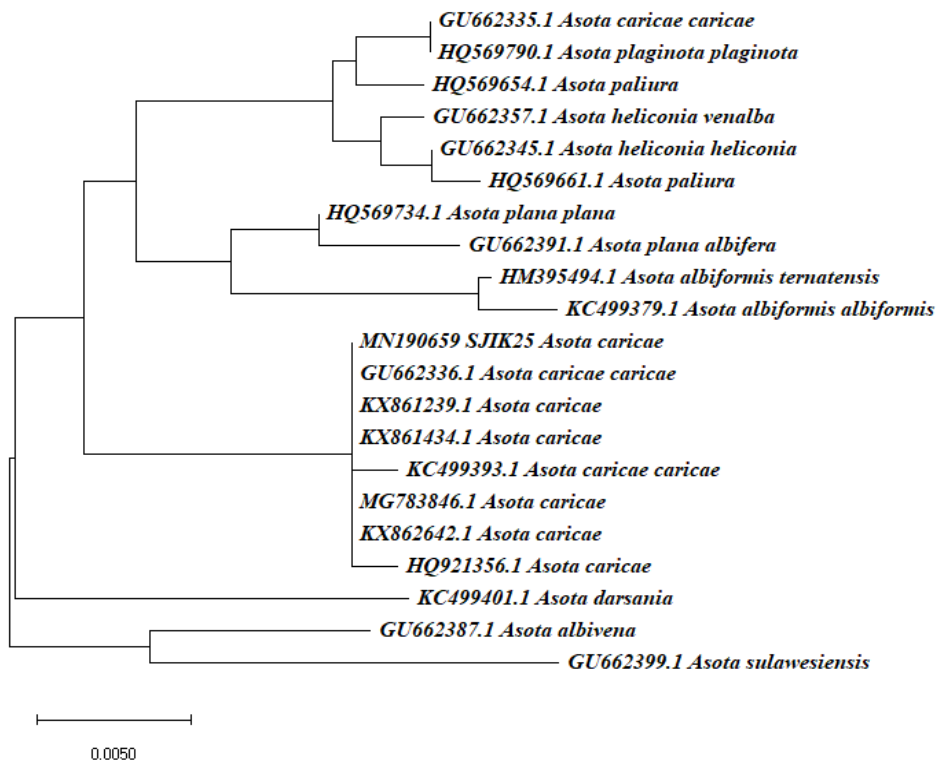 GU662335.1 Asota caricae caricae
HQ569790.1 Asota plaginota plaginota
HQ569654.1 Asota paliura
GU662357.1 Asota heliconia venalba
GU662345.1 Asota heliconia heliconia
HQ569661.1 Asota paliura
HQ569734.1 Asota plana plana
GU662391.1 Asota plana albifera
HM395494.1 Asota albiformis ternatensis
KC499379.1 Asota albiformis albiformis
MN190659 SJIK25 Asota caricae
GU662336.1 Asota caricae caricae
KX861239.1 Asota caricae
KX861434.1 Asota caricae
KC499393.1 Asota caricae caricae
MG783846.1 Asota caricae
KX862642.1 Asota caricae
HQ921356.1 Asota caricae
KC499401.1 Asota darsania
GU662387.1 Asota albivena
GU662399.1 Asota sulawesiensis
0.0050